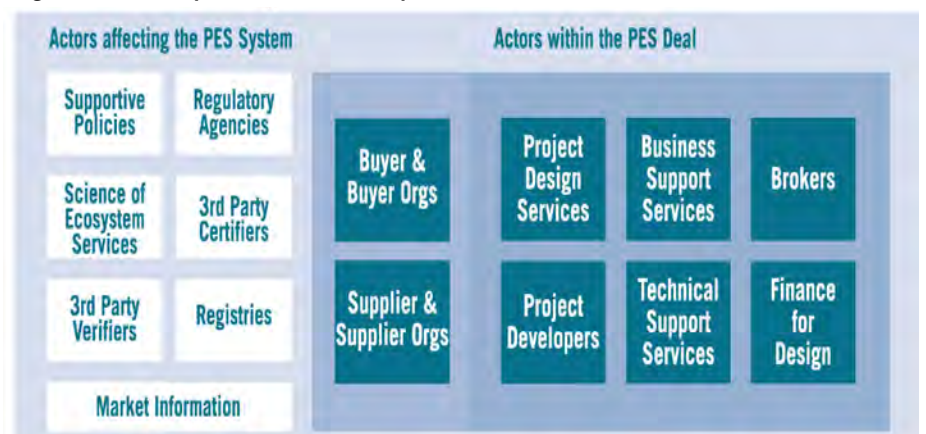 Actors affecting the PES System
Actors within the PES Deal
Supportive
Policies
Regulatory
Agencies
Science of
Ecosystem
Services
3rd Party
Certifiers
3rd Party
Verifiers
Registries
Market Information
Buyer &
Buyer Orgs
Supplier &
Supplier Orgs
Project
Design
Services
Business
Support
Services
Brokers
Project
Developers
Technical
Support
Services
Finance
for
Design